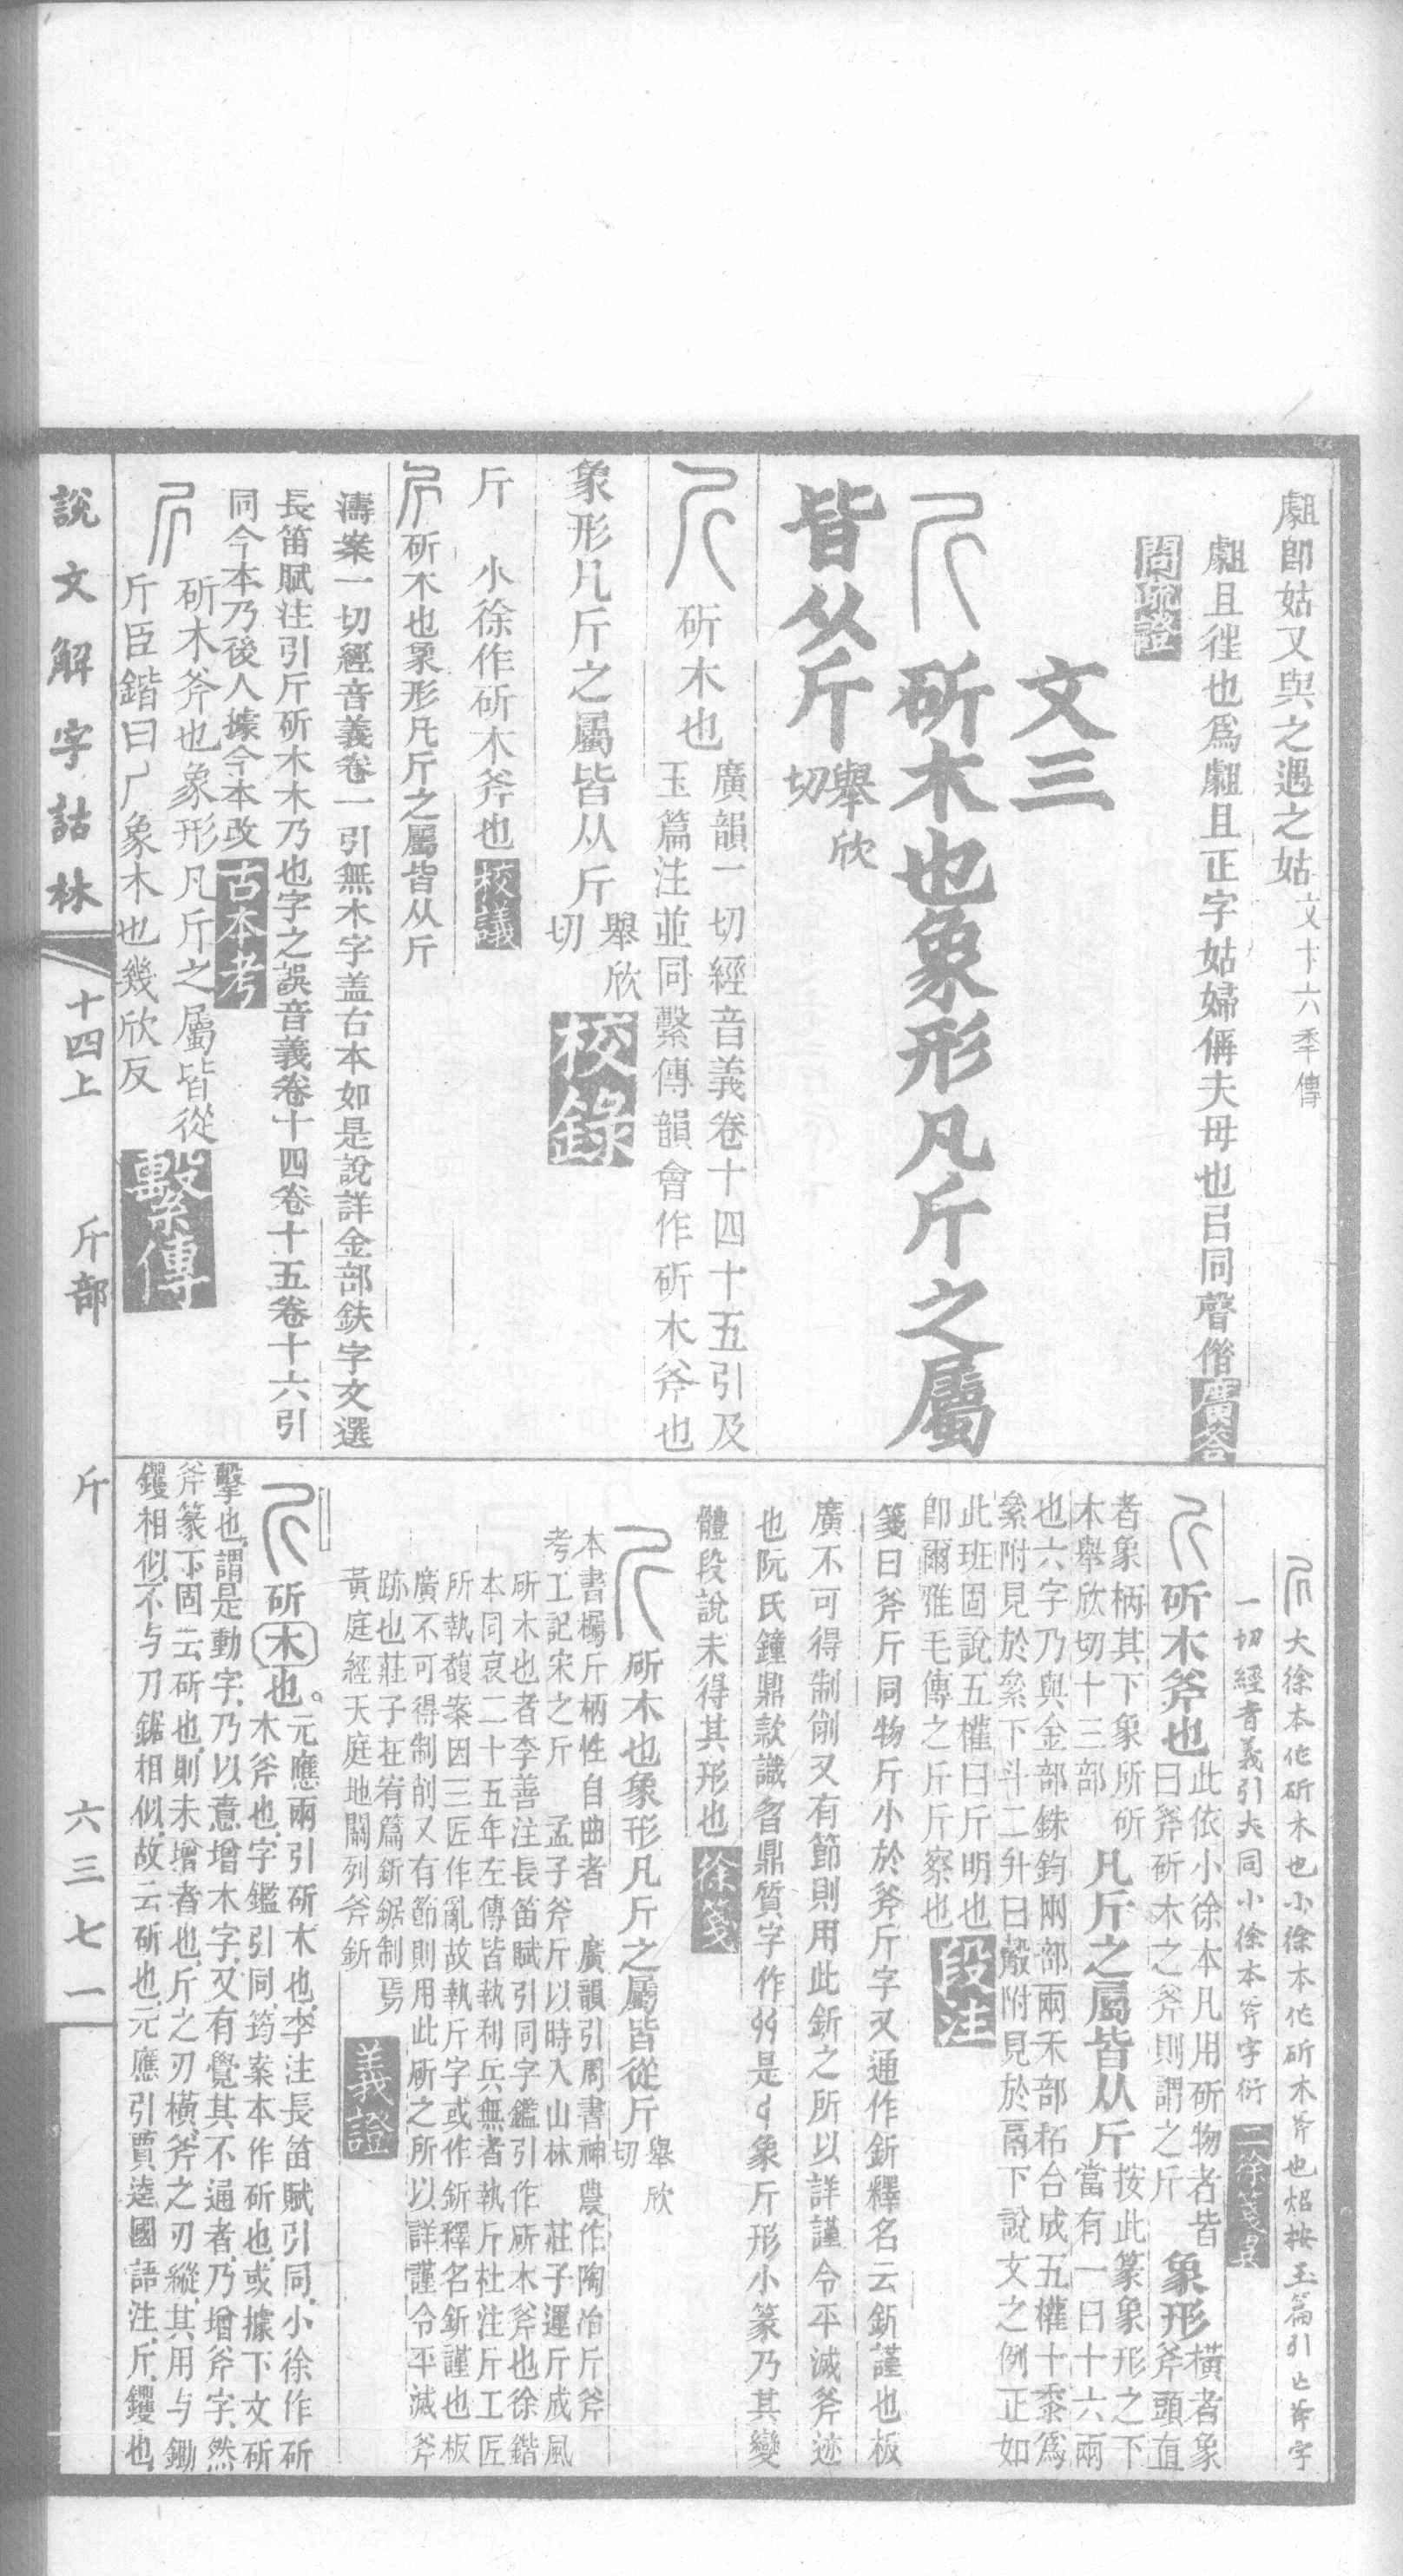 劇即姑又與之遇之姑文十六年傳
劇且徃也爲劇且正字姑婦偁夫母也㠯同聲偕廣荅
問疏證
文三
斫木也象形凡斤之屬
皆从斤舉欣切
斫木也廣韻一切經音義卷十四十五引及
玉篇注並同繫傳韻會作斫木斧也
象形凡斤之屬皆从斤舉欣切校錄
斤　小徐作斫木斧也校議
斫木也象形凡斤之屬皆从斤
濤案一切經音義卷一引無木字盖古本如是說詳金部鈇字文選
長笛賦注引斤斫木木乃也字之誤音義卷十四卷十五卷十六引
同今本乃後人據今本改古本考
斫木斧也象形凡斤之屬皆從
斤臣鍇曰𠂆象木也幾欣反繫傳
大徐本作斫木也小徐本作斫木斧也炤按玉篇引亡斧字
一切經音義引大同小徐本斧字衍二徐箋異
斫木斧也此依小徐本凡用斫物者皆
曰斧斫木之斧則謂之斤象形橫者象
斧頭直
者象柄其下象所斫
木舉欣切十三部凡斤之屬皆从斤按此篆象形之下
當有一曰十六兩
也六字乃與金部銖鈞兩部兩禾部柘合成五權十黍爲
絫附見於絫下斗二升曰㲉附見於鬲下說文之例正如
此班固說五權曰斤明也
即爾雅毛傳之斤斤察也段注
箋曰斧斤同物斤小於斧斤字又通作釿釋名云釿謹也板
廣不可得制削又有節則用此釿之所以詳謹令平滅斧迹
也阮氏鐘鼎款識曶鼎質字作是象斤形小篆乃其變
體段說未得其形也徐箋
斫木也象形凡斤之屬皆從斤舉欣切
本書欘斤柄性自曲者　廣韻引周書神農作陶冶斤斧
考工記宋之斤　孟子斧斤以時入山林　莊子運斤成風
斫木也者李善注長笛賦引同字鑑引作斫木斧也徐鍇
本同哀二十五年左傳皆執利兵無者執斤杜注斤工匠
所執馥案因三匠作亂故執斤字或作釿釋名釿謹也板
廣不可得制削又有節則用此斫之所以詳謹令平滅斧
跡也莊子在宥篇釿鋸制焉
黃庭經天庭地關列斧釿義證
斫木也。元應兩引斫木也，李注長笛賦引同，小徐作斫
木斧也，字鑑引同，筠案本作斫也，或據下文斫
擊也，謂是動字，乃以意增木字，又有覺其不通者，乃增斧字，然
斧篆下固云斫也，則未增者也，斤之刃橫，斧之刃縱，其用与鋤
钁相似，不与刀鋸相似，故云斫也，元應引賈逵國語注，斤，钁也，
說文解字詁林　十四上　斤部　斤　六三七一